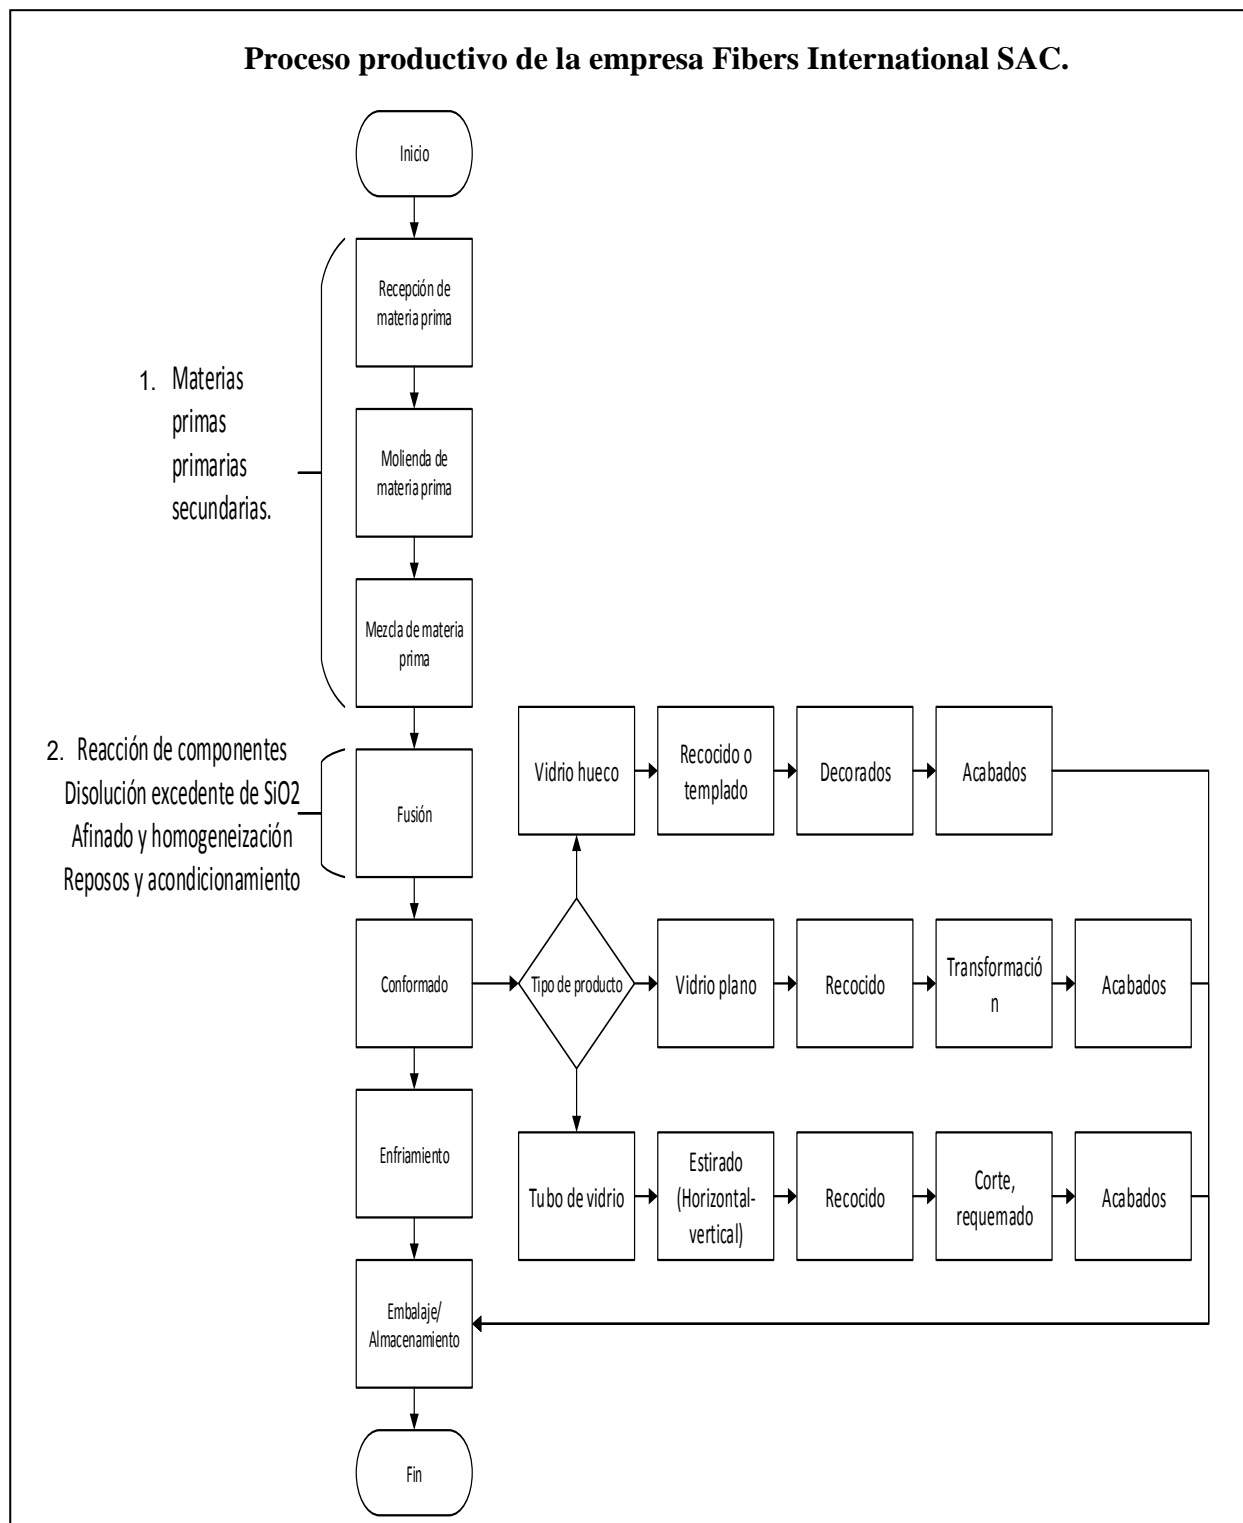 Proceso productivo de la empresa Fibers International SAC.
Inicio
Recepción de
materia prima
1. Materias
primas
primarias
secundarias.
Molienda de
materia prima
Mezcla de materia
prima
2. Reacción de componentes
Disolución excedente de SiO2
Afinado y homogeneización
Reposos y acondicionamiento
Fusión
Vidrio hueco
Recocido o
templado
Decorados
Acabados
Conformado
Tipo de producto
Vidrio plano
Recocido
Transformació
n
Acabados
Enfriamiento
Tubo de vidrio
Estirado
(Horizontal-
vertical)
Recocido
Corte,
requemado
Acabados
Embalaje/
Almacenamiento
Fin